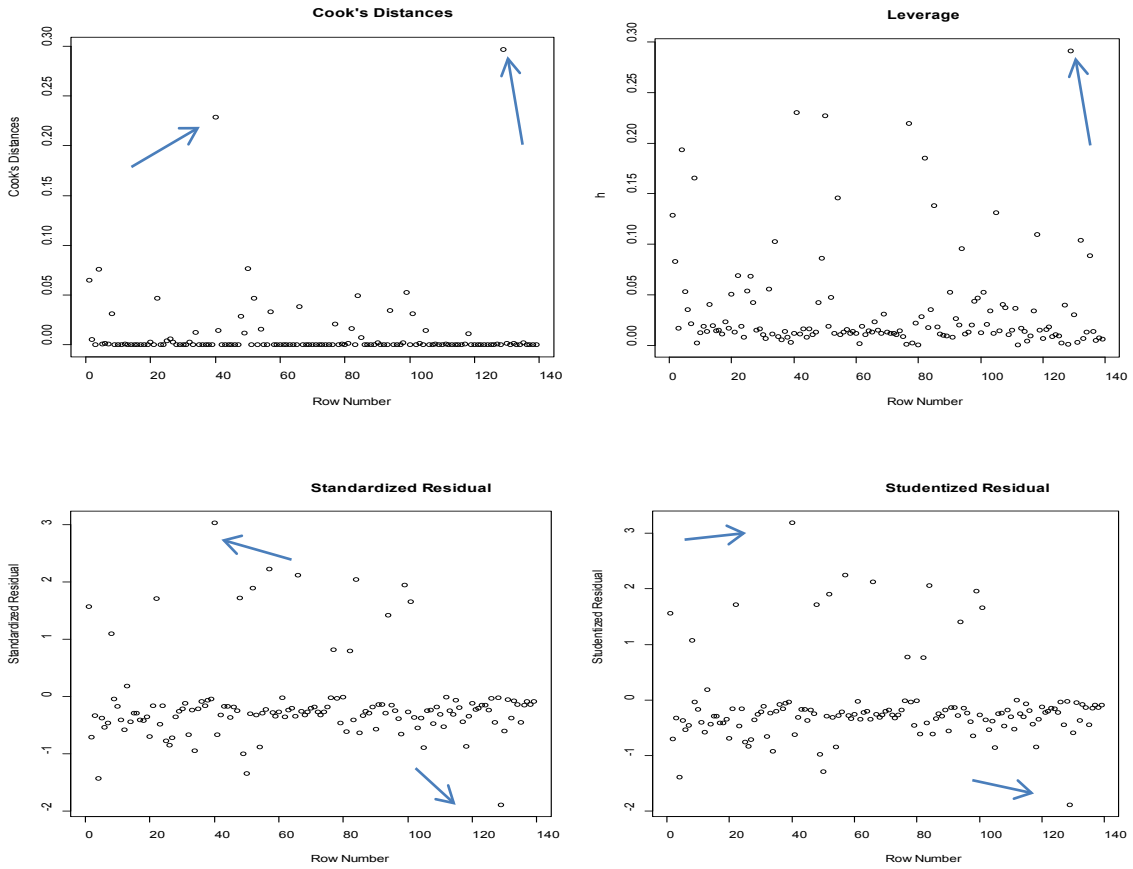 Cook's Distances
Cook's Distances
0.00 0.05 0.10 0.15 0.20 0.25 0.30
0 20 40 60 80 100 120 140
Row Number
Leverage
h
0.00 0.05 0.10 0.15 0.20 0.25 0.30
0 20 40 60 80 100 120 140
Row Number
Standardized Residual
Standardized Residual
-2 -1 0 1 2 3
0 20 40 60 80 100 120 140
Row Number
Studentized Residual
Studentized Residual
-2 -1 0 1 2 3
0 20 40 60 80 100 120 140
Row Number